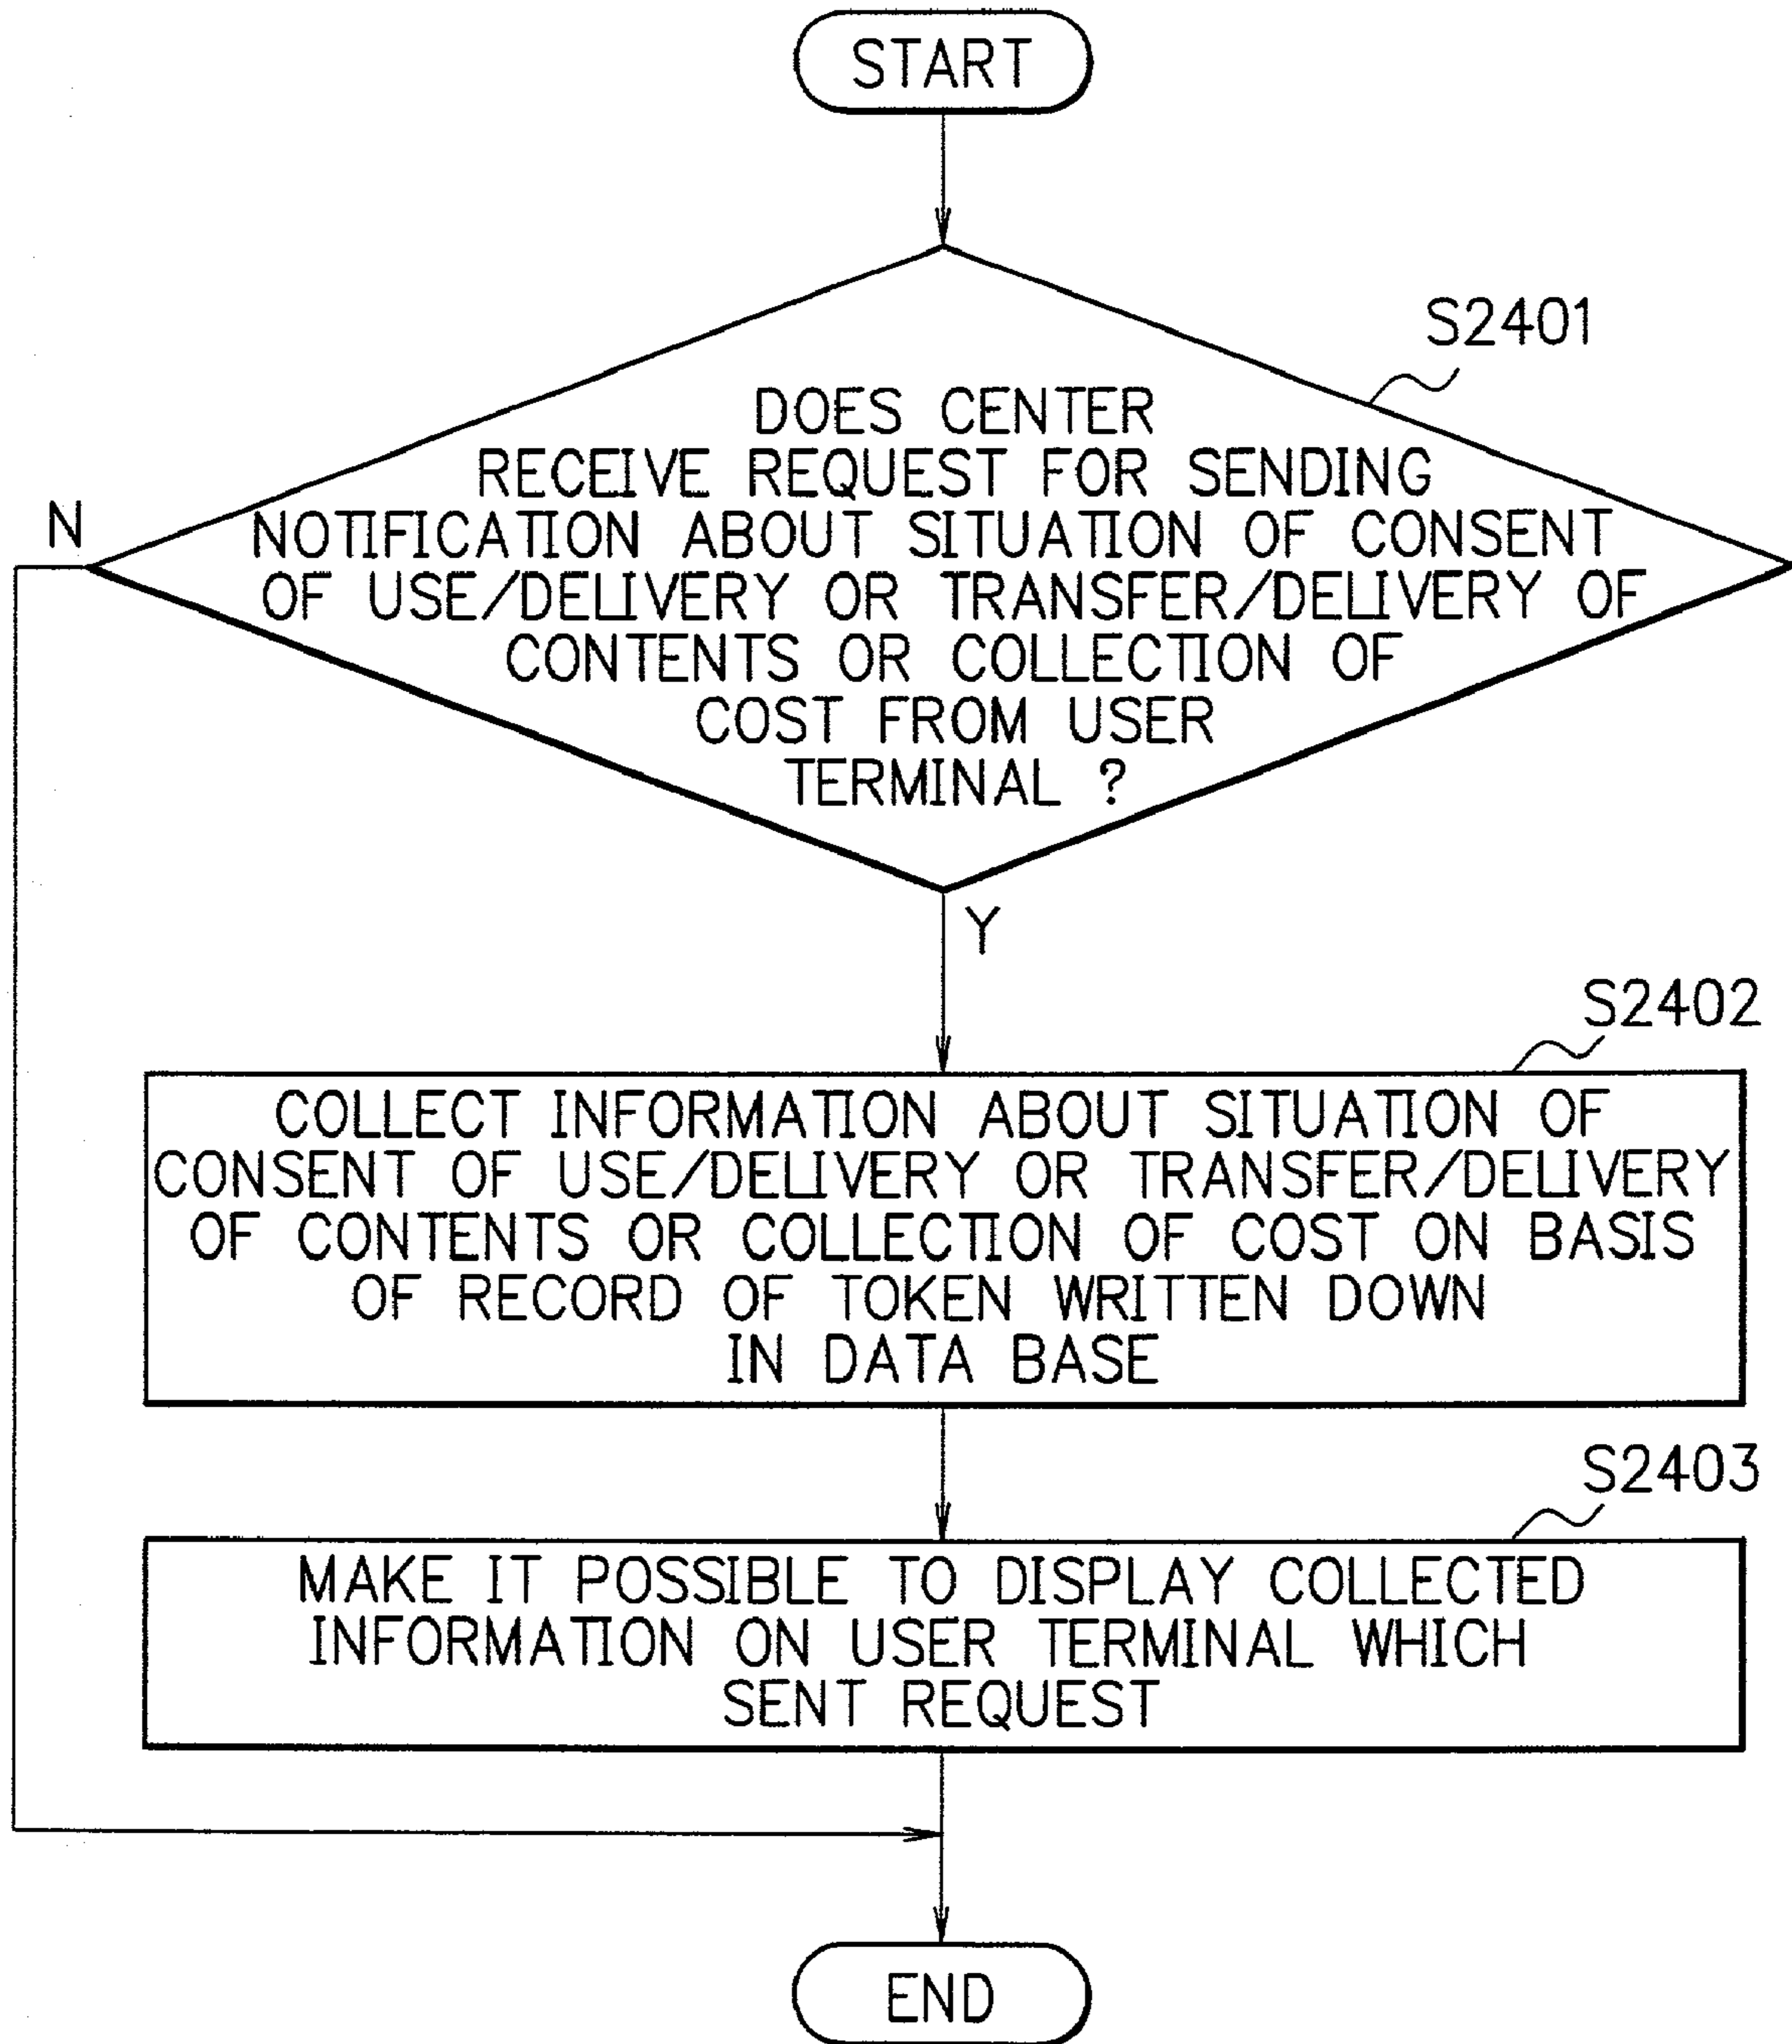 START
S2401
DOES CENTER
RECEIVE REQUEST FOR SENDING
NOTIFICATION ABOUT SITUATION OF CONSENT
OF USE/DELIVERY OR TRANSFER/DELIVERY OF
CONTENTS OR COLLECTION OF
COST FROM USER
TERMINAL ?
N
Y
S2402
COLLECT INFORMATION ABOUT SITUATION OF
CONSENT OF USE/DELIVERY OR TRANSFER/DELIVERY
OF CONTENTS OR COLLECTION OF COST ON BASIS
OF RECORD OF TOKEN WRITTEN DOWN
IN DATA BASE
S2403
MAKE IT POSSIBLE TO DISPLAY COLLECTED
INFORMATION ON USER TERMINAL WHICH
SENT REQUEST
END